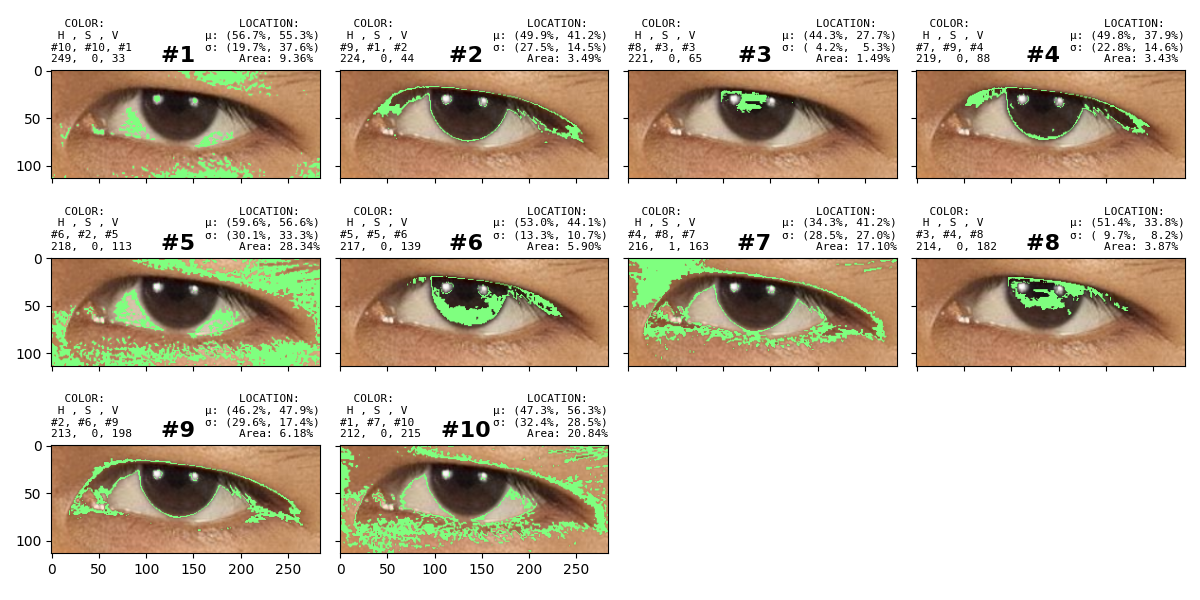 COLOR: LOCATION:
H , S , V μ: (56.7%, 55.3%)
#10, #10, #1 σ: (19.7%, 37.6%)
249,  0, 33 #1 Area: 9.36%
COLOR: LOCATION:
H , S , V μ: (49.9%, 41.2%)
#9, #1, #2 σ: (27.5%, 14.5%)
224,  0, 44 #2 Area: 3.49%
COLOR: LOCATION:
H , S , V μ: (44.3%, 27.7%)
#8, #3, #3 σ: ( 4.2%,  5.3%)
221,  0, 65 #3 Area: 1.49%
COLOR: LOCATION:
H , S , V μ: (49.8%, 37.9%)
#7, #9, #4 σ: (22.8%, 14.6%)
219,  0, 88 #4 Area: 3.43%
0
50
100
COLOR: LOCATION:
H , S , V μ: (59.6%, 56.6%)
#6, #2, #5 σ: (30.1%, 33.3%)
218,  0, 113 #5 Area: 28.34%
COLOR: LOCATION:
H , S , V μ: (53.0%, 44.1%)
#5, #5, #6 σ: (13.3%, 10.7%)
217,  0, 139 #6 Area: 5.90%
COLOR: LOCATION:
H , S , V μ: (34.3%, 41.2%)
#4, #8, #7 σ: (28.5%, 27.0%)
216,  1, 163 #7 Area: 17.10%
COLOR: LOCATION:
H , S , V μ: (51.4%, 33.8%)
#3, #4, #8 σ: ( 9.7%,  8.2%)
214,  0, 182 #8 Area: 3.87%
0
50
100
COLOR: LOCATION:
H , S , V μ: (46.2%, 47.9%)
#2, #6, #9 σ: (29.6%, 17.4%)
213,  0, 198 #9 Area: 6.18%
COLOR: LOCATION:
H , S , V μ: (47.3%, 56.3%)
#1, #7, #10 σ: (32.4%, 28.5%)
212,  0, 215 #10 Area: 20.84%
0
50
100
0 50 100 150 200 250
0 50 100 150 200 250